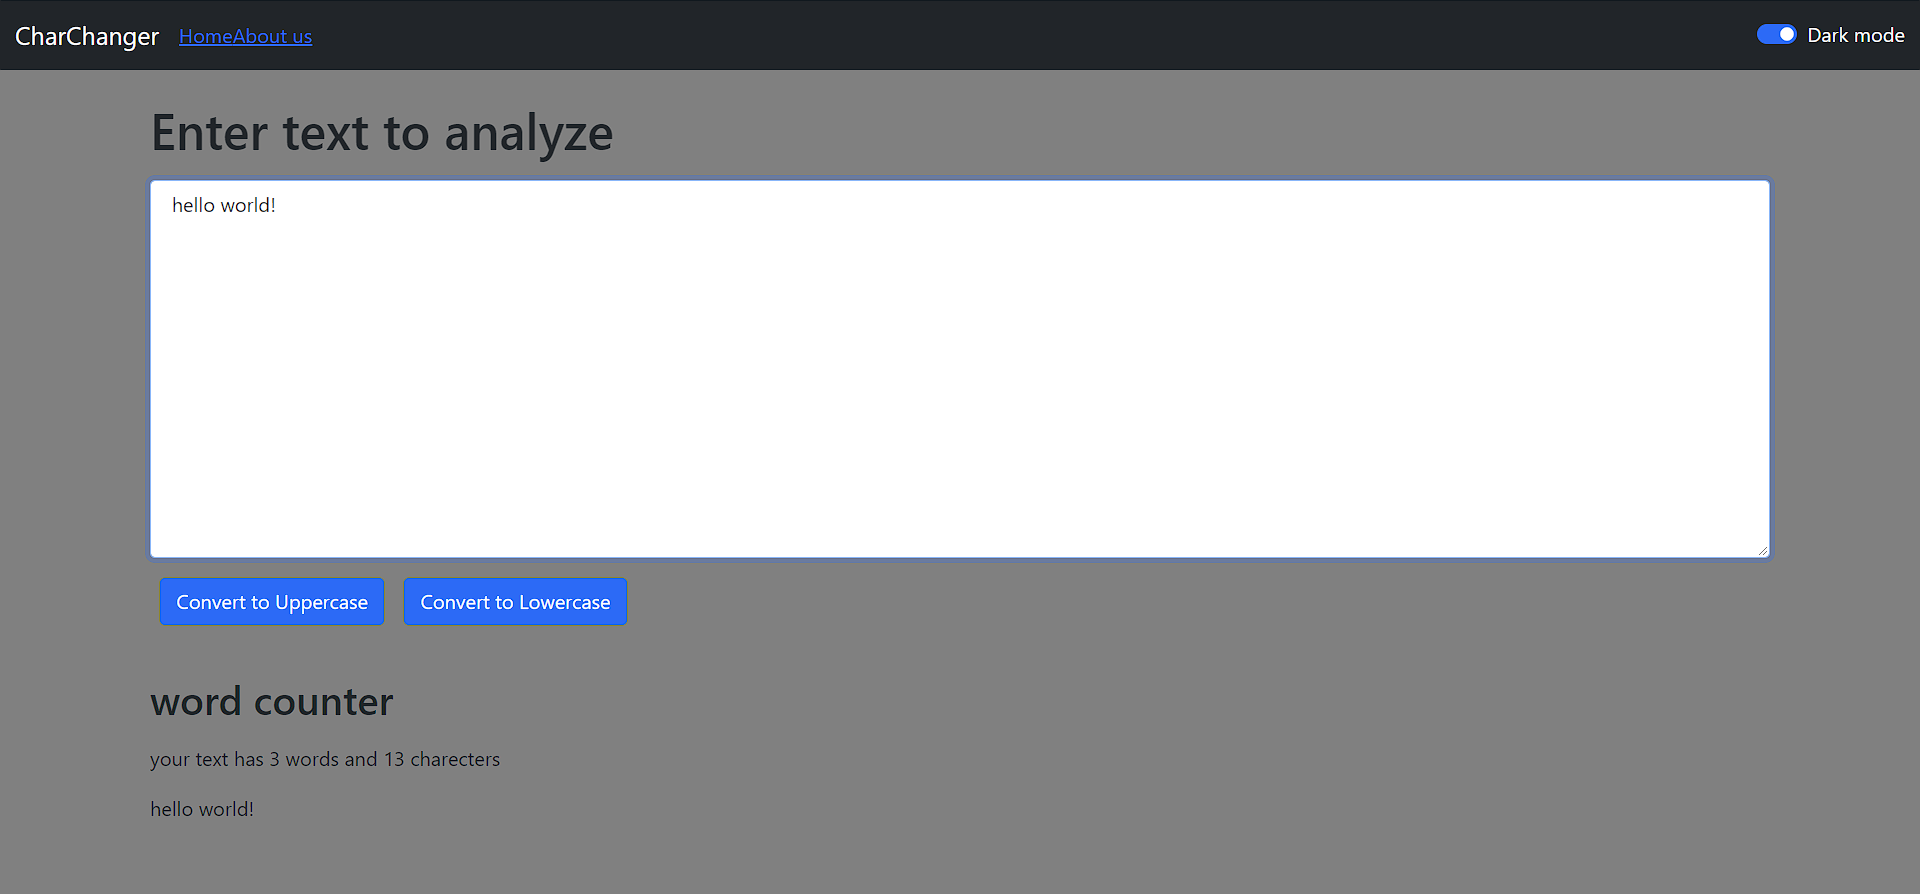 CharChanger HomeAbout us Dark mode
Enter text to analyze
hello world!
Convert to Uppercase Convert to Lowercase
word counter
your text has 3 words and 13 charecters
hello world!